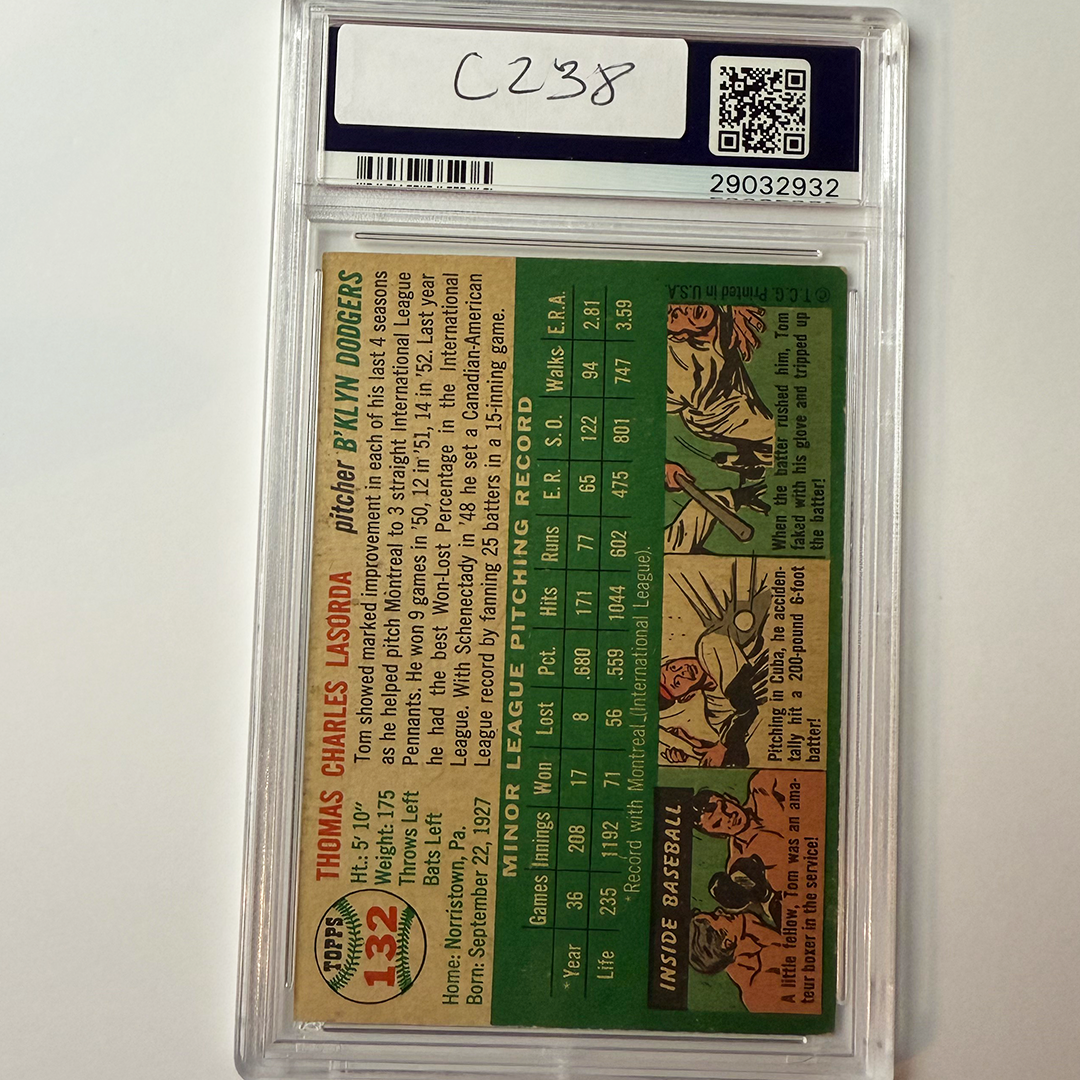 C238
29032932
TOPPS
132
THOMAS CHARLES LASORDA
pitcher B'KLYN DODGERS
Ht.: 5' 10"
Weight: 175
Throws Left
Bats Left
Home: Norristown, Pa.
Born: September 22, 1927
Tom showed marked improvement in each of his last 4 seasons
as he helped pitch Montreal to 3 straight International League
Pennants. He won 9 games in '50, 12 in '51, 14 in '52. Last year
he had the best Won-Lost Percentage in the International
League. With Schenectady in '48 he set a Canadian-American
League record by fanning 25 batters in a 15-inning game.
MINOR LEAGUE PITCHING RECORD
Games Innings Won Lost Pct. Hits Runs E.R. S.O. Walks E.R.A.
*Year 36 208 17 8 .680 171 77 65 122 94 2.81
Life 235 1192 71 56 .559 1044 602 475 801 747 3.59
*Record with Montreal (International League).
INSIDE BASEBALL
A little fellow, Tom was an ama-
teur boxer in the service!
Pitching in Cuba, he acciden-
tally hit a 200-pound 6-foot
batter!
When the batter rushed him, Tom
faked with his glove and tripped up
the batter!
© T.C.G. Printed in U.S.A.